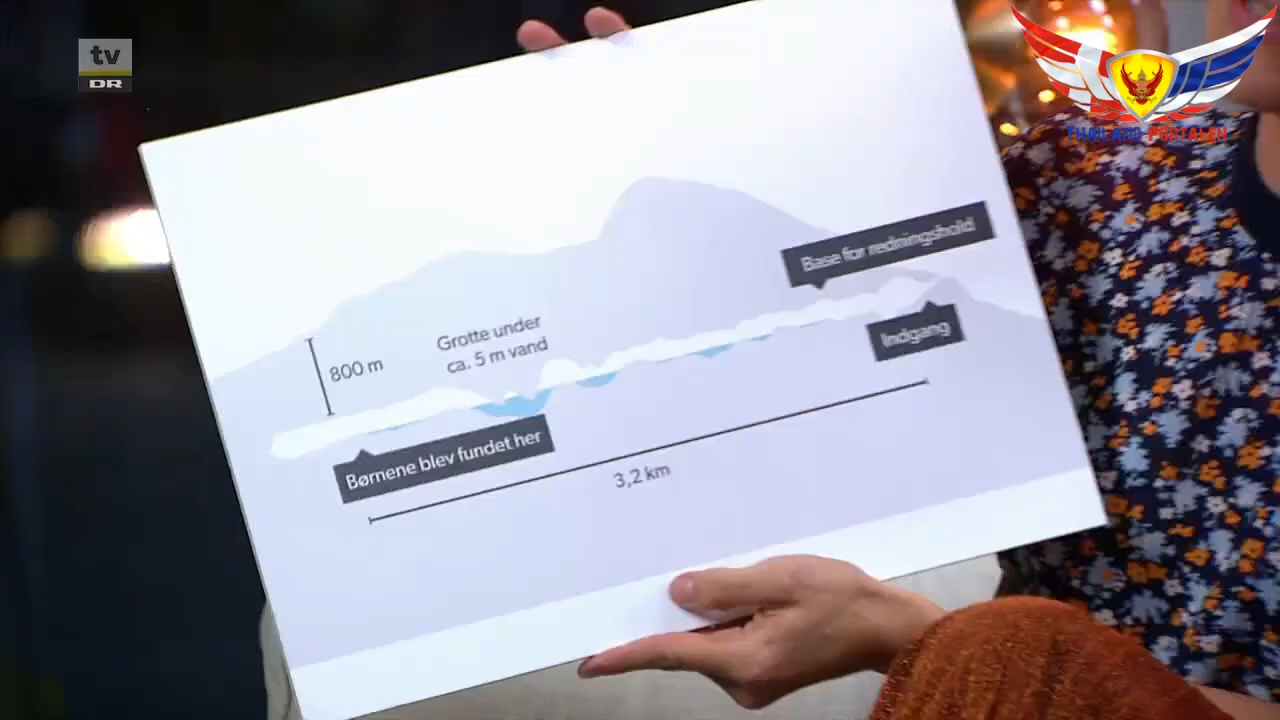 tv
DR
THAILAND PORTALEN
Base for redningshold
Indgang
Grotte under
ca. 5 m vand
800 m
Børnene blev fundet her
3,2 km